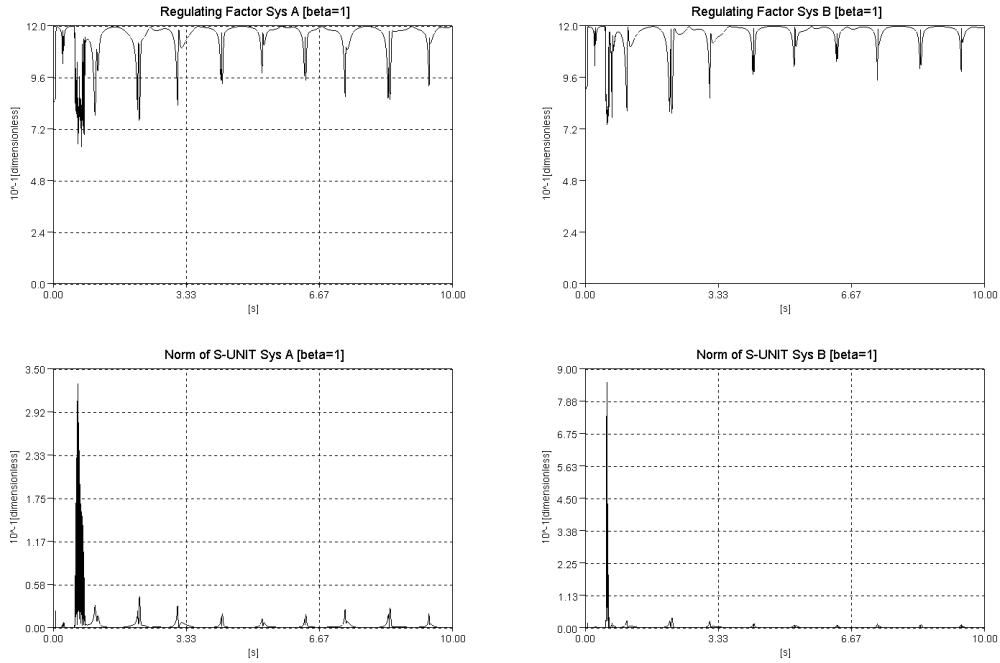 Regulating Factor Sys A [beta=1]
12.0
9.6
7.2
4.8
2.4
0.0
10^-1[dimensionless]
0.00 3.33 6.67 10.00
[s]
Regulating Factor Sys B [beta=1]
12.0
9.6
7.2
4.8
2.4
0.0
10^-1[dimensionless]
0.00 3.33 6.67 10.00
[s]
Norm of S-UNIT Sys A [beta=1]
3.50
2.92
2.33
1.75
1.17
0.58
0.00
10^-1[dimensionless]
0.00 3.33 6.67 10.00
[s]
Norm of S-UNIT Sys B [beta=1]
9.00
7.88
6.75
5.63
4.50
3.38
2.25
1.13
0.00
10^-1[dimensionless]
0.00 3.33 6.67 10.00
[s]